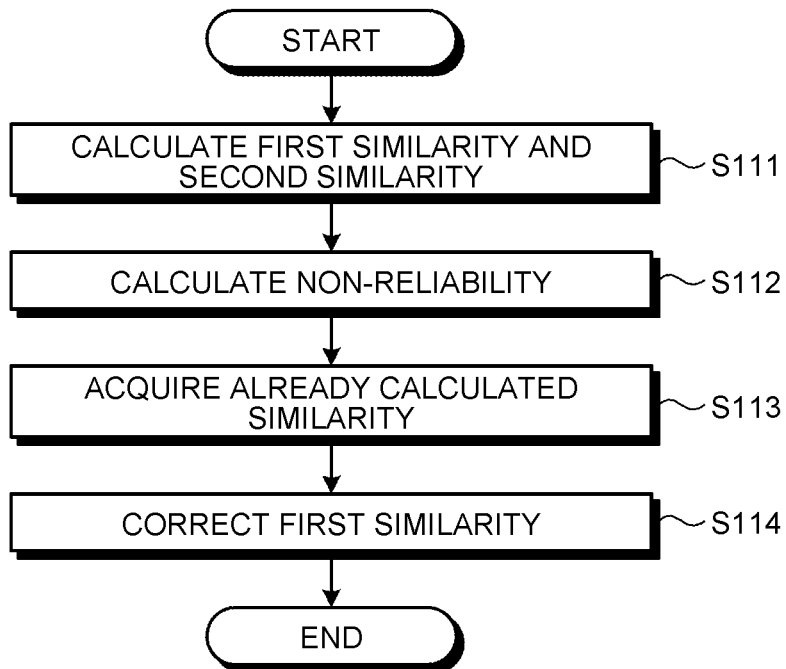 START
CALCULATE FIRST SIMILARITY AND
SECOND SIMILARITY
S111
CALCULATE NON-RELIABILITY
S112
ACQUIRE ALREADY CALCULATED
SIMILARITY
S113
CORRECT FIRST SIMILARITY
S114
END